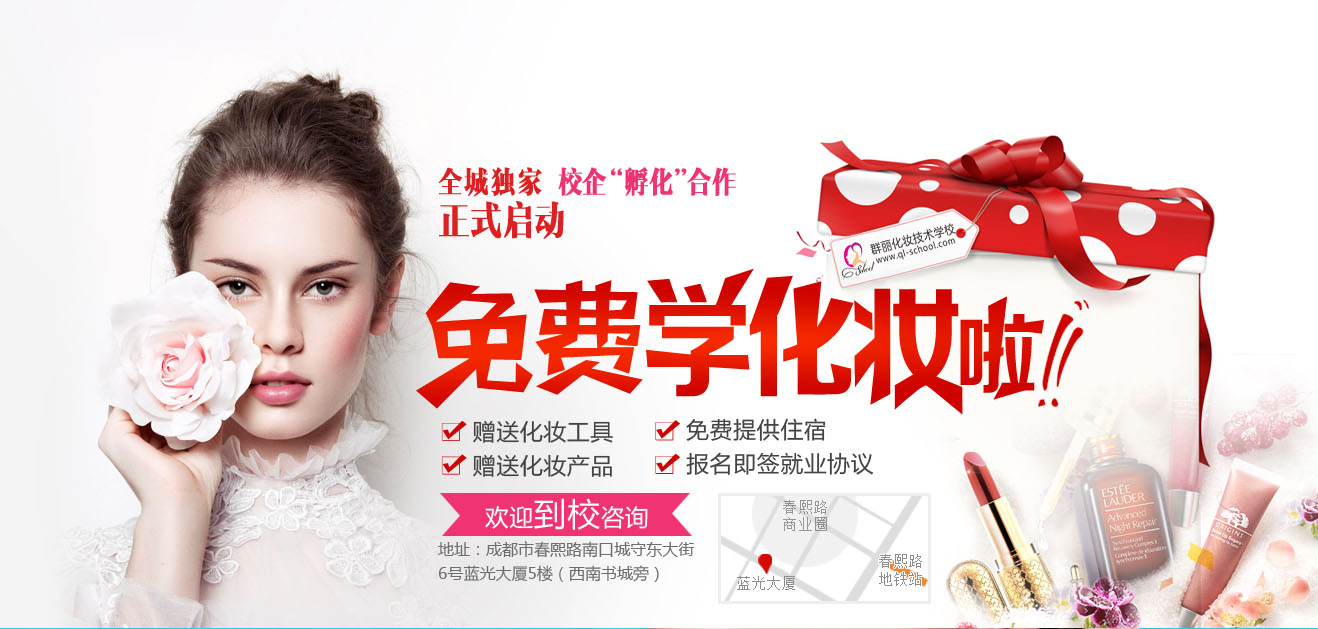 全城独家 校企“孵化”合作
正式启动
群丽化妆技术学校
www.ql-school.com
免费学化妆啦!!
赠送化妆工具
免费提供住宿
赠送化妆产品
报名即签就业协议
欢迎到校咨询
地址：成都市春熙路南口城守东大街
6号蓝光大厦5楼（西南书城旁）
春熙路
商业圈
蓝光大厦
春熙路
地铁站
ESTĒE
LAUDER
Advanced
Night Repair
ORIGINS